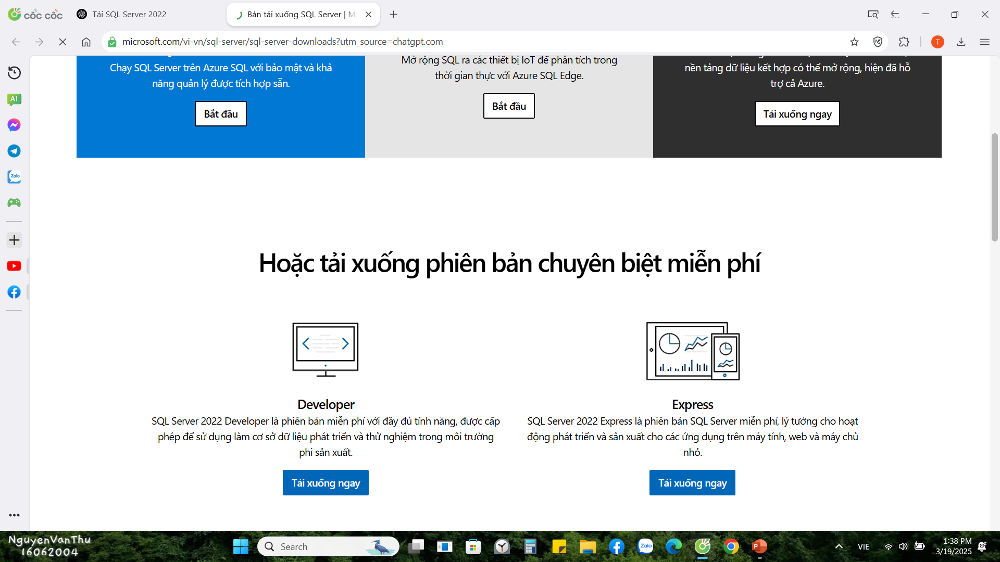 cốc cốc
Tải SQL Server 2022
Bản tải xuống SQL Server | M
microsoft.com/vi-vn/sql-server/sql-server-downloads?utm_source=chatgpt.com
T
AI
Zalo
Chạy SQL Server trên Azure SQL với bảo mật và khả
năng quản lý được tích hợp sẵn.
Bắt đầu
Mở rộng SQL ra các thiết bị IoT để phân tích trong
thời gian thực với Azure SQL Edge.
Bắt đầu
nền tảng dữ liệu kết hợp có thể mở rộng, hiện đã hỗ
trợ cả Azure.
Tải xuống ngay
Hoặc tải xuống phiên bản chuyên biệt miễn phí
Developer
SQL Server 2022 Developer là phiên bản miễn phí với đầy đủ tính năng, được cấp
phép để sử dụng làm cơ sở dữ liệu phát triển và thử nghiệm trong môi trường
phi sản xuất.
Tải xuống ngay
Express
SQL Server 2022 Express là phiên bản SQL Server miễn phí, lý tưởng cho hoạt
động phát triển và sản xuất cho các ứng dụng trên máy tính, web và máy chủ
nhỏ.
Tải xuống ngay
NguyenVanThu
16062004
Search
Zalo
P
VIE
1:38 PM
3/19/2025